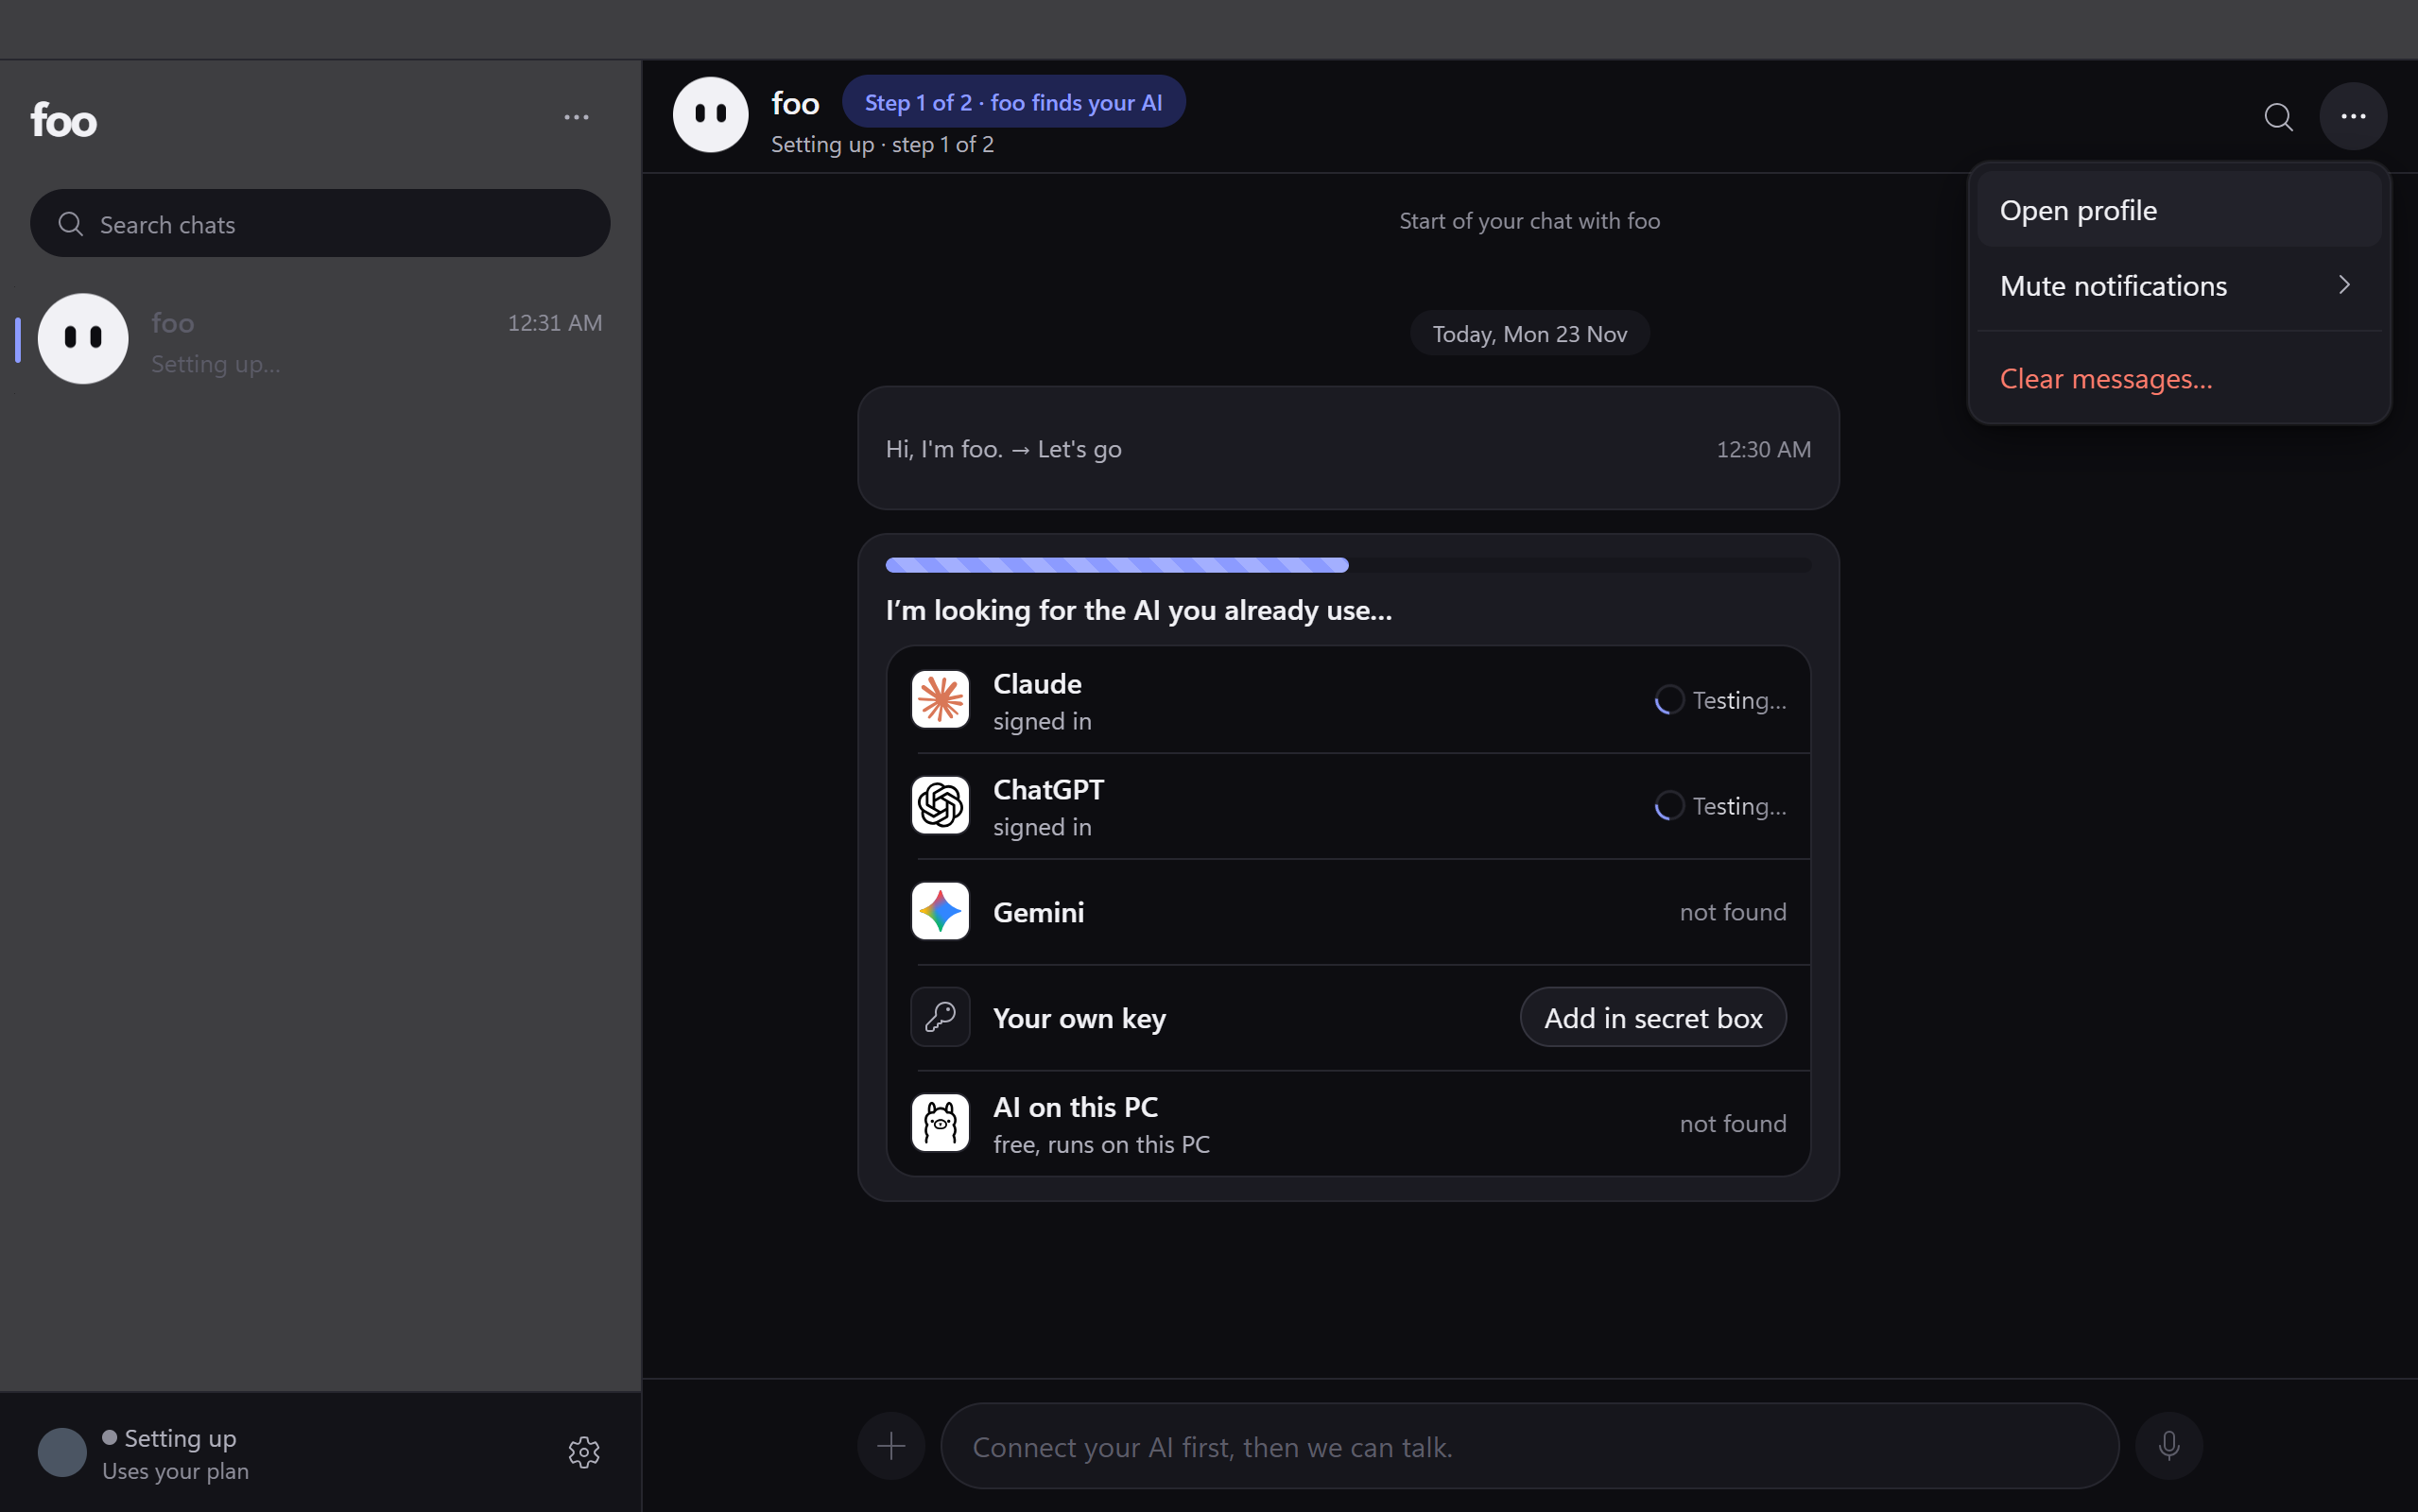 foo
Search chats
foo
12:31 AM
Setting up...
Setting up
Uses your plan
foo
Step 1 of 2 · foo finds your AI
Setting up · step 1 of 2
Open profile
Mute notifications
Clear messages...
Start of your chat with foo
Today, Mon 23 Nov
Hi, I'm foo. → Let's go
12:30 AM
I’m looking for the AI you already use...
Claude
signed in
Testing...
ChatGPT
signed in
Testing...
Gemini
not found
Your own key
Add in secret box
AI on this PC
free, runs on this PC
not found
Connect your AI first, then we can talk.